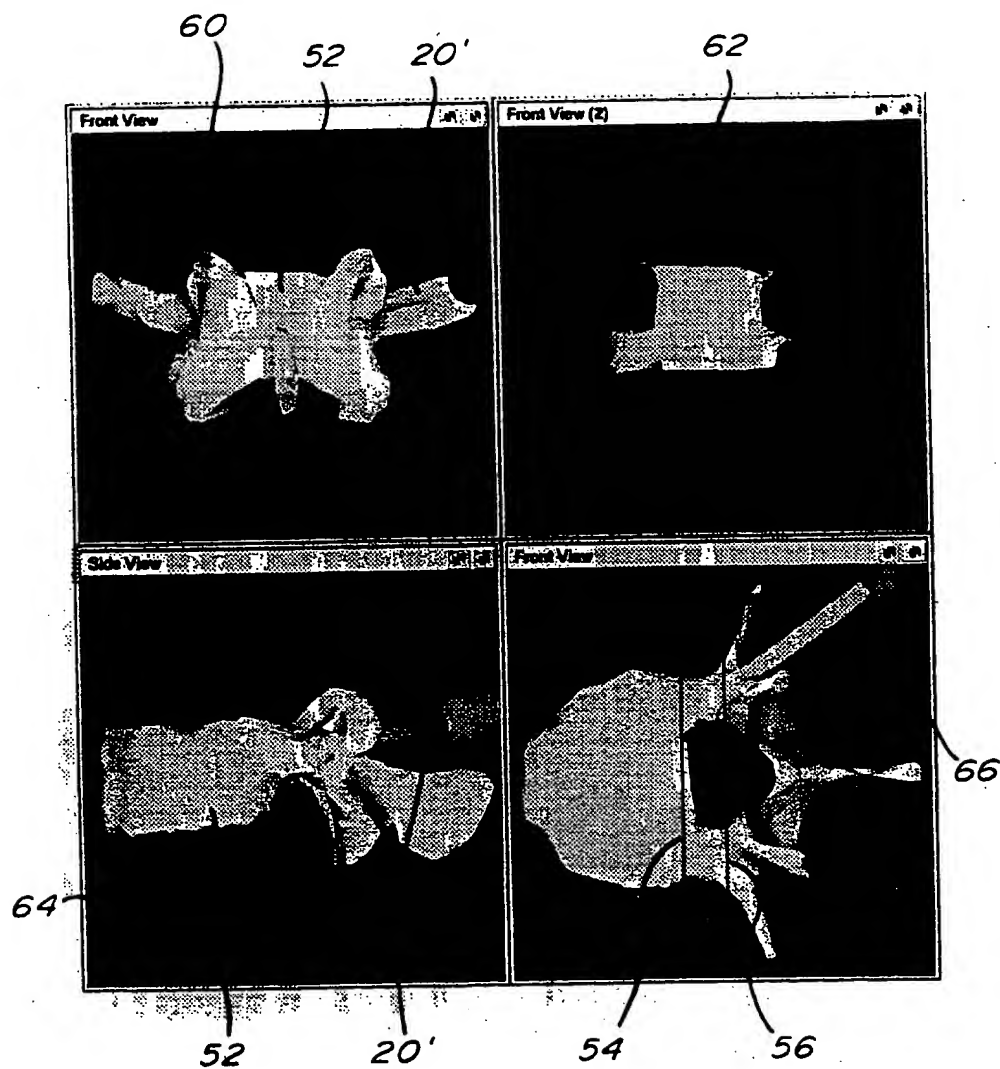 60 52 20' 62
Front View
Front View (2)
Side View
Front View
64
66
52 20' 54 56